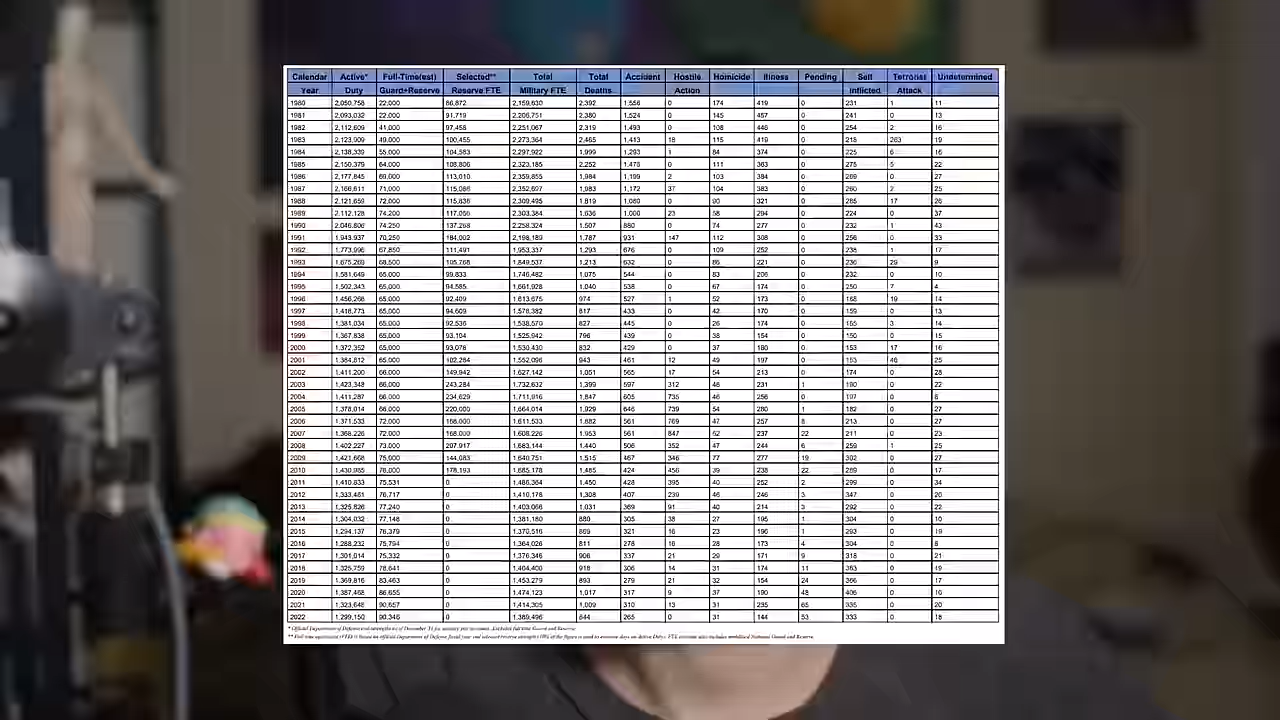 Calendar Active* Full-Time(est) Selected** Total Total Accident Hostile Homicide Illness Pending Self Terrorist Undetermined
Year Duty Guard+Reserve Reserve FTE Military FTE Deaths Action Inflicted Attack
1980 2,050,758 22,000 86,872 2,159,630 2,392 1,556 0 174 419 0 231 1 11
1981 2,093,032 22,000 91,719 2,206,751 2,380 1,524 0 145 457 0 241 0 13
1982 2,112,609 41,000 97,458 2,251,067 2,319 1,493 0 108 446 0 254 2 16
1983 2,123,909 49,000 100,455 2,273,364 2,465 1,413 18 115 419 0 218 263 19
1984 2,138,339 55,000 104,583 2,297,922 1,999 1,293 1 84 374 0 225 6 16
1985 2,150,379 64,000 108,806 2,323,185 2,252 1,476 0 111 363 0 275 5 22
1986 2,177,845 69,000 113,010 2,359,855 1,984 1,199 2 103 384 0 269 0 27
1987 2,166,611 71,000 115,086 2,352,697 1,983 1,172 37 104 383 0 260 2 25
1988 2,121,659 72,000 115,836 2,309,495 1,819 1,080 0 90 321 0 285 17 26
1989 2,112,128 74,200 117,056 2,303,384 1,636 1,000 23 58 294 0 224 0 37
1990 2,046,806 74,250 137,268 2,258,324 1,507 880 0 74 277 0 232 1 43
1991 1,943,937 70,250 184,002 2,198,189 1,787 931 147 112 308 0 256 0 33
1992 1,773,996 67,850 111,491 1,953,337 1,293 676 0 109 252 0 238 1 17
1993 1,675,269 68,500 105,768 1,849,537 1,213 632 0 86 221 0 236 29 9
1994 1,581,649 65,000 99,833 1,746,482 1,075 544 0 83 206 0 232 0 10
1995 1,502,343 65,000 94,585 1,661,928 1,040 538 0 67 174 0 250 7 4
1996 1,456,266 65,000 92,409 1,613,675 974 527 1 52 173 0 188 19 14
1997 1,418,773 65,000 94,609 1,578,382 817 433 0 42 170 0 159 0 13
1998 1,381,034 65,000 92,536 1,538,570 827 445 0 26 174 0 165 3 14
1999 1,367,838 65,000 93,104 1,525,942 796 439 0 38 154 0 150 0 15
2000 1,372,352 65,000 93,078 1,530,430 832 429 0 37 180 0 153 17 16
2001 1,384,812 65,000 102,284 1,552,096 943 461 12 49 197 0 153 46 25
2002 1,411,200 66,000 149,942 1,627,142 1,051 565 17 54 213 0 174 0 28
2003 1,423,348 66,000 243,284 1,732,632 1,399 597 312 46 231 1 190 0 22
2004 1,411,287 66,000 234,629 1,711,916 1,847 605 735 46 256 0 197 0 8
2005 1,378,014 66,000 220,000 1,664,014 1,929 646 739 54 280 1 182 0 27
2006 1,371,533 72,000 168,000 1,611,533 1,882 561 769 47 257 8 213 0 27
2007 1,368,226 72,000 168,000 1,608,226 1,953 561 847 52 237 22 211 0 23
2008 1,402,227 73,000 207,917 1,683,144 1,440 506 352 47 244 6 259 1 25
2009 1,421,668 75,000 144,083 1,640,751 1,515 467 346 77 277 19 302 0 27
2010 1,430,985 76,000 178,193 1,685,178 1,485 424 456 39 238 22 289 0 17
2011 1,410,833 75,531 0 1,486,364 1,450 428 395 40 252 2 299 0 34
2012 1,333,461 76,717 0 1,410,178 1,308 407 239 46 246 3 347 0 20
2013 1,325,826 77,240 0 1,403,066 1,031 369 91 40 214 3 292 0 22
2014 1,304,032 77,148 0 1,381,180 880 305 38 27 195 1 304 0 10
2015 1,294,137 76,379 0 1,370,516 869 321 16 23 196 1 293 0 19
2016 1,288,232 75,794 0 1,364,026 811 278 18 28 173 4 304 0 6
2017 1,301,014 75,332 0 1,376,346 906 337 21 29 171 9 318 0 21
2018 1,325,759 78,641 0 1,404,400 918 306 14 31 174 11 363 0 19
2019 1,369,816 83,463 0 1,453,279 893 279 21 32 154 24 366 0 17
2020 1,387,468 86,655 0 1,474,123 1,017 317 9 37 190 48 406 0 10
2021 1,323,648 90,657 0 1,414,305 1,009 310 13 31 235 65 335 0 20
2022 1,299,150 90,346 0 1,389,496 844 265 0 31 144 53 333 0 18